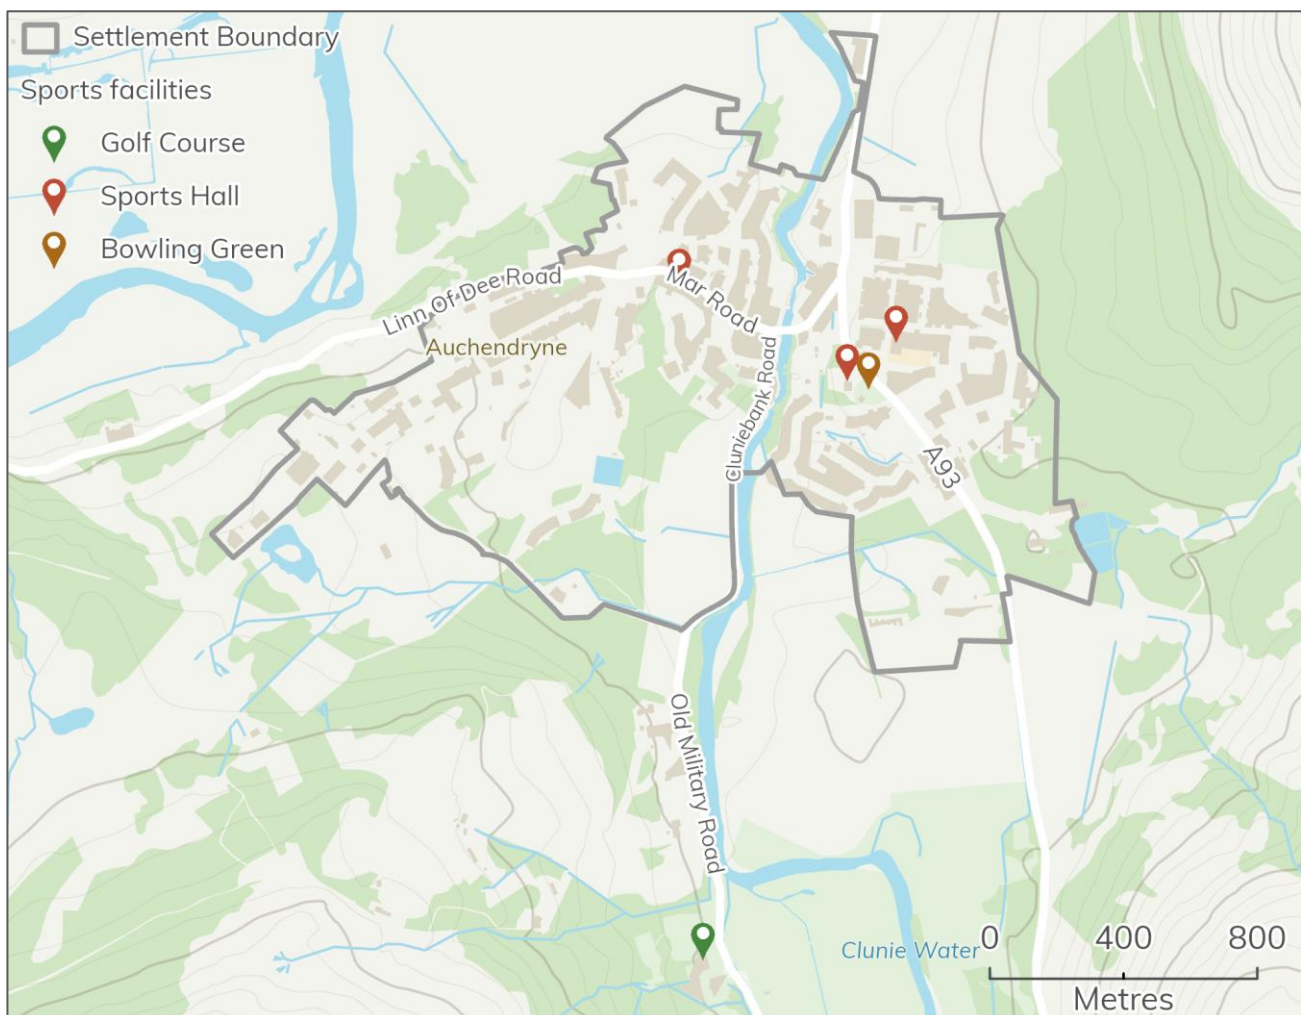 Settlement Boundary
Sports facilities
Golf Course
Sports Hall
Bowling Green
Linn Of Dee Road
Mar Road
Auchendryne
Cluniebank Road
A93
Old Military Road
Clunie Water
0 400 800
Metres